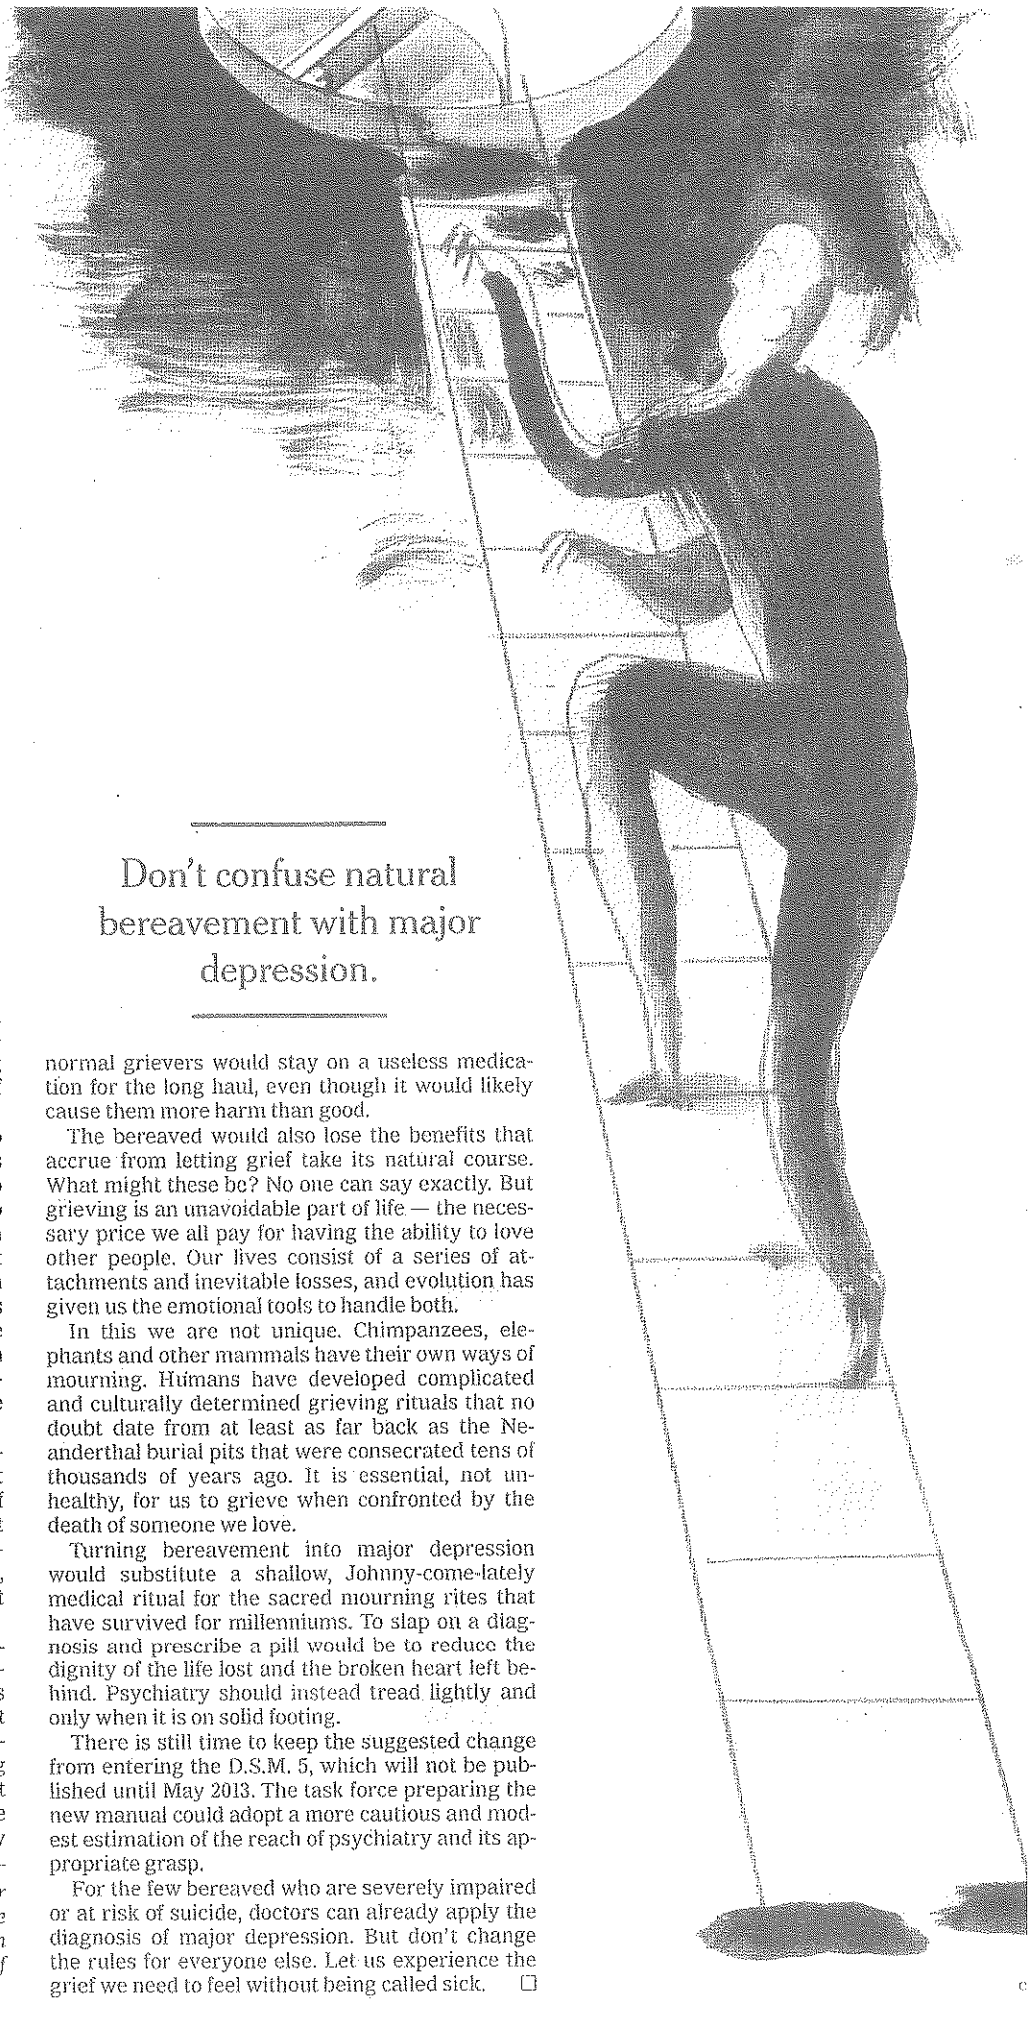 Don't confuse natural
bereavement with major
depression.
normal grievers would stay on a useless medica-
tion for the long haul, even though it would likely
cause them more harm than good.
The bereaved would also lose the benefits that
accrue from letting grief take its natural course.
What might these be? No one can say exactly. But
grieving is an unavoidable part of life — the neces-
sary price we all pay for having the ability to love
other people. Our lives consist of a series of at-
tachments and inevitable losses, and evolution has
given us the emotional tools to handle both.
In this we are not unique. Chimpanzees, ele-
phants and other mammals have their own ways of
mourning. Humans have developed complicated
and culturally determined grieving rituals that no
doubt date from at least as far back as the Ne-
anderthal burial pits that were consecrated tens of
thousands of years ago. It is essential, not un-
healthy, for us to grieve when confronted by the
death of someone we love.
Turning bereavement into major depression
would substitute a shallow, Johnny-come-lately
medical ritual for the sacred mourning rites that
have survived for millenniums. To slap on a diag-
nosis and prescribe a pill would be to reduce the
dignity of the life lost and the broken heart left be-
hind. Psychiatry should instead tread lightly and
only when it is on solid footing.
There is still time to keep the suggested change
from entering the D.S.M. 5, which will not be pub-
lished until May 2013. The task force preparing the
new manual could adopt a more cautious and mod-
est estimation of the reach of psychiatry and its ap-
propriate grasp.
For the few bereaved who are severely impaired
or at risk of suicide, doctors can already apply the
diagnosis of major depression. But don't change
the rules for everyone else. Let us experience the
grief we need to feel without being called sick. □